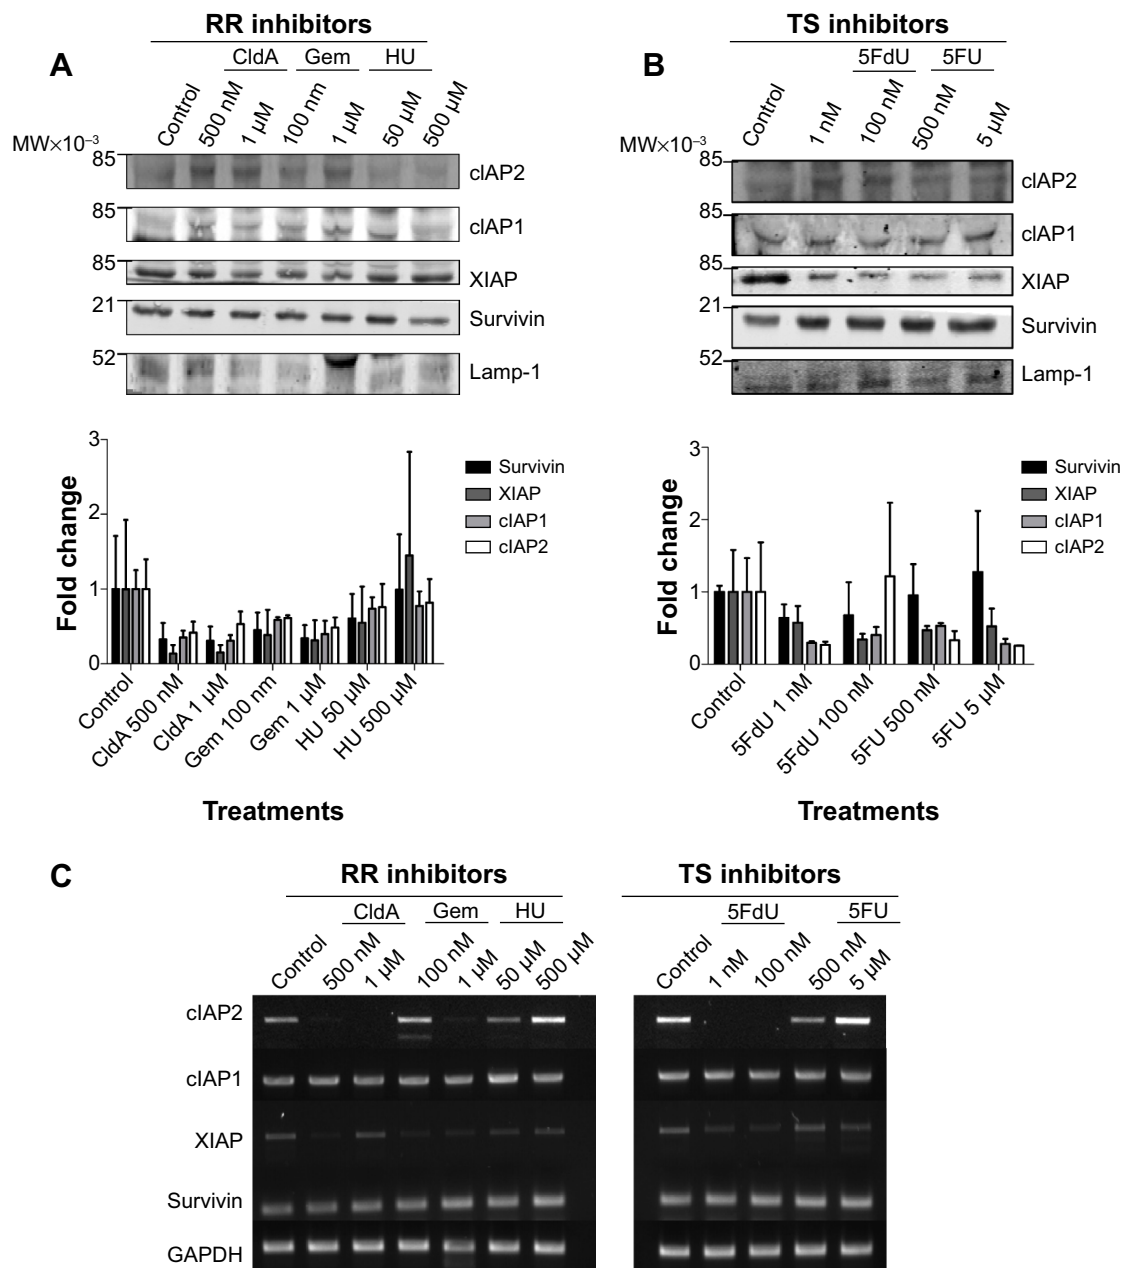 RR inhibitors
A
CldA Gem HU
Control 500 nM 1 µM 100 nm 1 µM 50 µM 500 µM
MW×10⁻³
85 cIAP2
85 cIAP1
85 XIAP
21 Survivin
52 Lamp-1
Fold change
3
2
1
0
Survivin
XIAP
cIAP1
cIAP2
Control CldA 500 nM CldA 1 µM Gem 100 nm Gem 1 µM HU 50 µM HU 500 µM
Treatments
TS inhibitors
B
5FdU 5FU
Control 1 nM 100 nM 500 nM 5 µM
MW×10⁻³
85 cIAP2
85 cIAP1
85 XIAP
21 Survivin
52 Lamp-1
Fold change
3
2
1
0
Survivin
XIAP
cIAP1
cIAP2
Control 5FdU 1 nM 5FdU 100 nM 5FU 500 nM 5FU 5 µM
Treatments
C
RR inhibitors
CldA Gem HU
Control 500 nM 1 µM 100 nM 1 µM 50 µM 500 µM
TS inhibitors
5FdU 5FU
Control 1 nM 100 nM 500 nM 5 µM
cIAP2
cIAP1
XIAP
Survivin
GAPDH